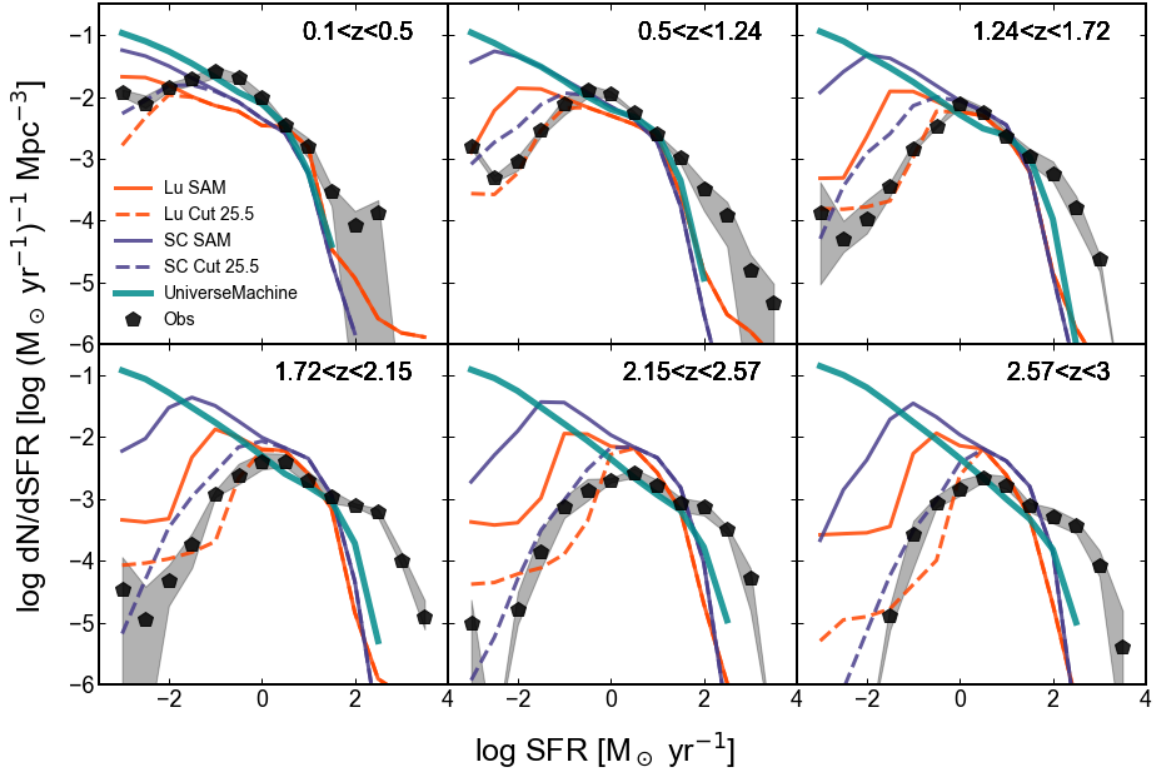 log dN/dSFR [log (M⊙ yr⁻¹)⁻¹ Mpc⁻³]
0.1<z<0.5
0.5<z<1.24
1.24<z<1.72
−1
−2
−3
−4
−5
−6
Lu SAM
Lu Cut 25.5
SC SAM
SC Cut 25.5
UniverseMachine
Obs
1.72<z<2.15
2.15<z<2.57
2.57<z<3
−1
−2
−3
−4
−5
−6
−2 0 2 4
−2 0 2 4
−2 0 2 4
log SFR [M⊙ yr⁻¹]